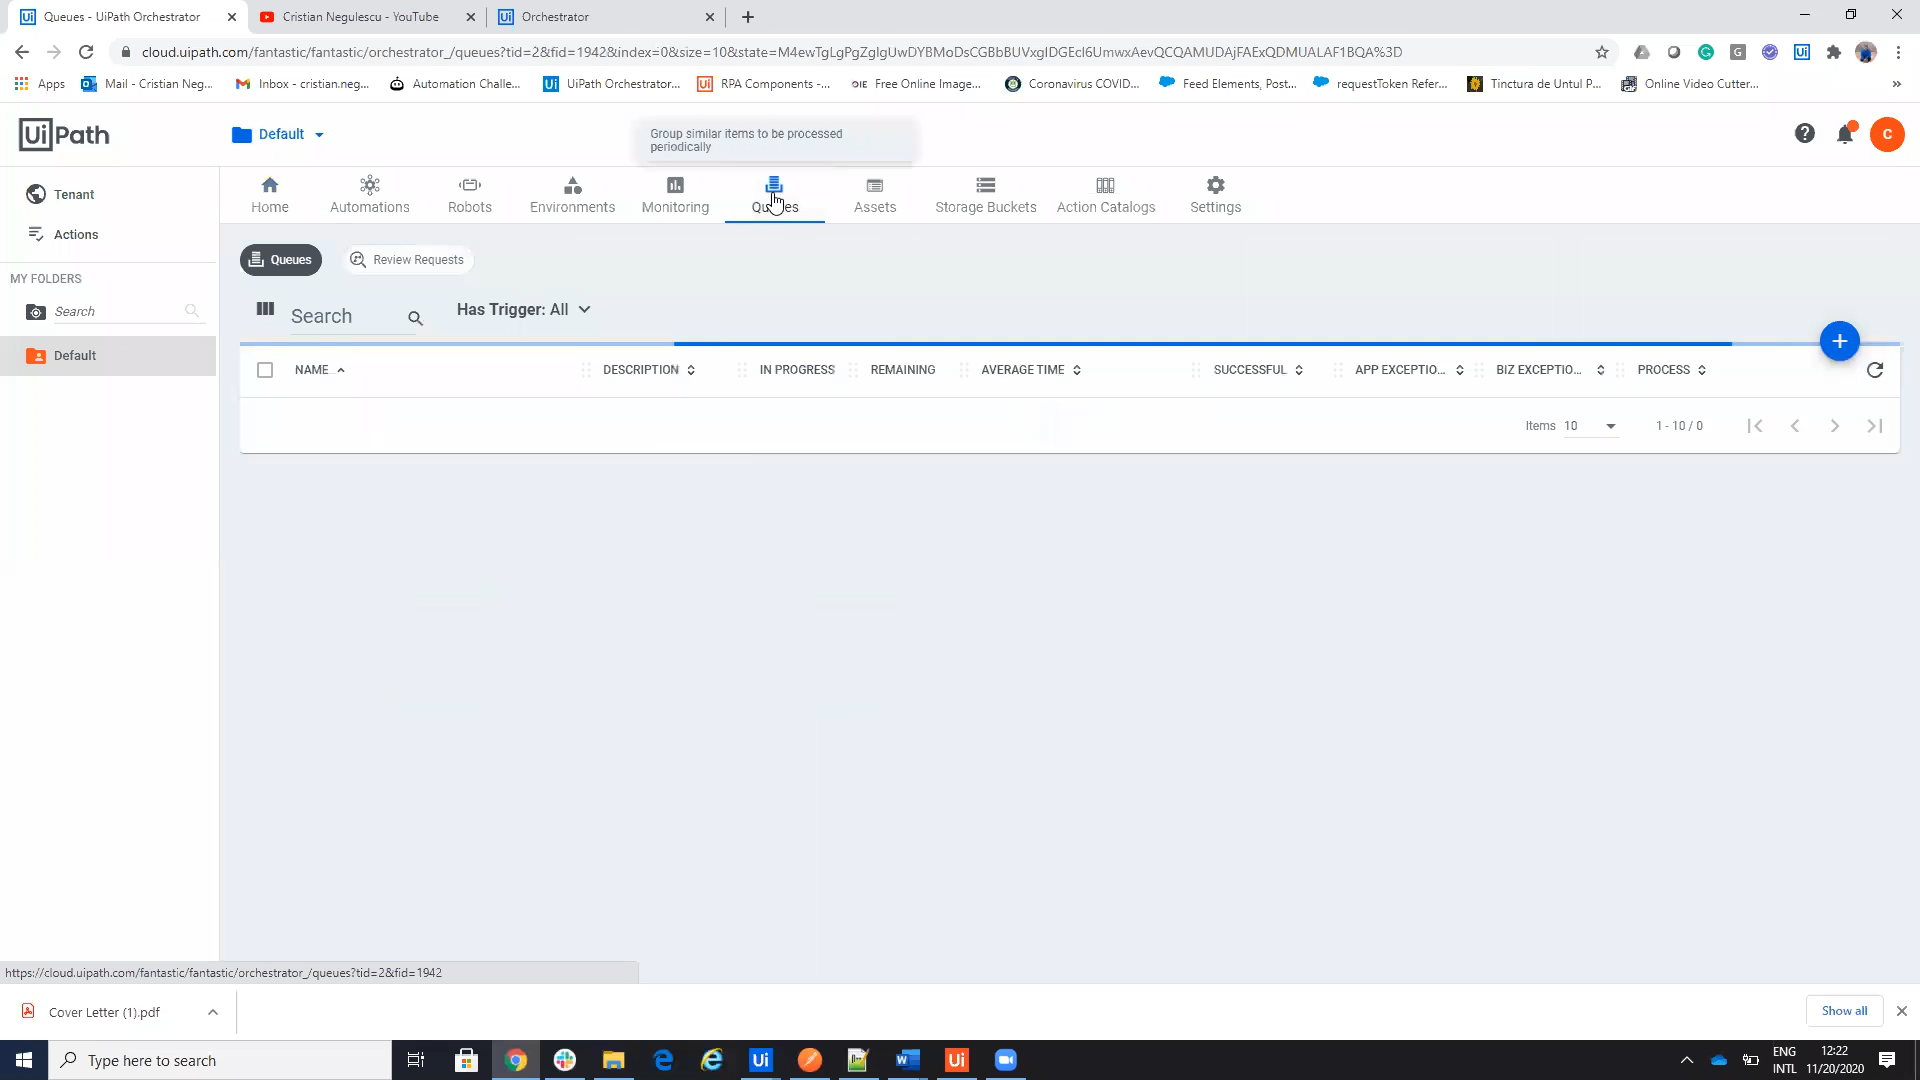 Queues - UiPath Orchestrator
Cristian Negulescu - YouTube
Orchestrator
cloud.uipath.com/fantastic/fantastic/orchestrator_/queues?tid=2&fid=1942&index=0&size=10&state=M4ewTgLgPgZglgUwDYBMoDsCGBbBUVxgIDGEcI6UmwxAevQCQAMUDAjFAExQDMUALAF1BQA%3D
Apps
Mail - Cristian Neg...
Inbox - cristian.neg...
Automation Challe...
UiPath Orchestrator...
RPA Components -...
Free Online Image...
Coronavirus COVID...
Feed Elements, Post...
requestToken Refer...
Tinctura de Untul P...
Online Video Cutter...
UiPath
Default
Group similar items to be processed
periodically
C
Tenant
Actions
MY FOLDERS
Search
Default
Home
Automations
Robots
Environments
Monitoring
Queues
Assets
Storage Buckets
Action Catalogs
Settings
Queues
Review Requests
Search
Has Trigger: All
NAME
DESCRIPTION
IN PROGRESS
REMAINING
AVERAGE TIME
SUCCESSFUL
APP EXCEPTIO...
BIZ EXCEPTIO...
PROCESS
Items 10
1 - 10 / 0
https://cloud.uipath.com/fantastic/fantastic/orchestrator_/queues?tid=2&fid=1942
Cover Letter (1).pdf
Show all
Type here to search
ENG
INTL
12:22
11/20/2020